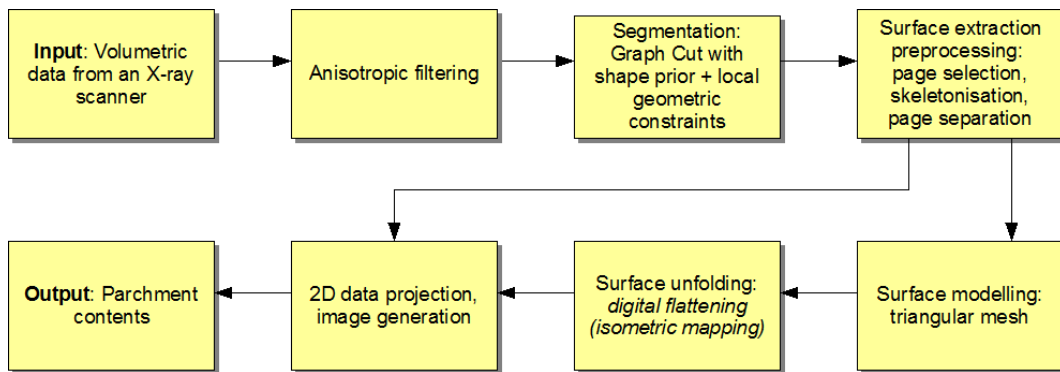 Input: Volumetric
data from an X-ray
scanner
Anisotropic filtering
Segmentation:
Graph Cut with
shape prior + local
geometric
constraints
Surface extraction
preprocessing:
page selection,
skeletonisation,
page separation
Output: Parchment
contents
2D data projection,
image generation
Surface unfolding:
digital flattening
(isometric mapping)
Surface modelling:
triangular mesh